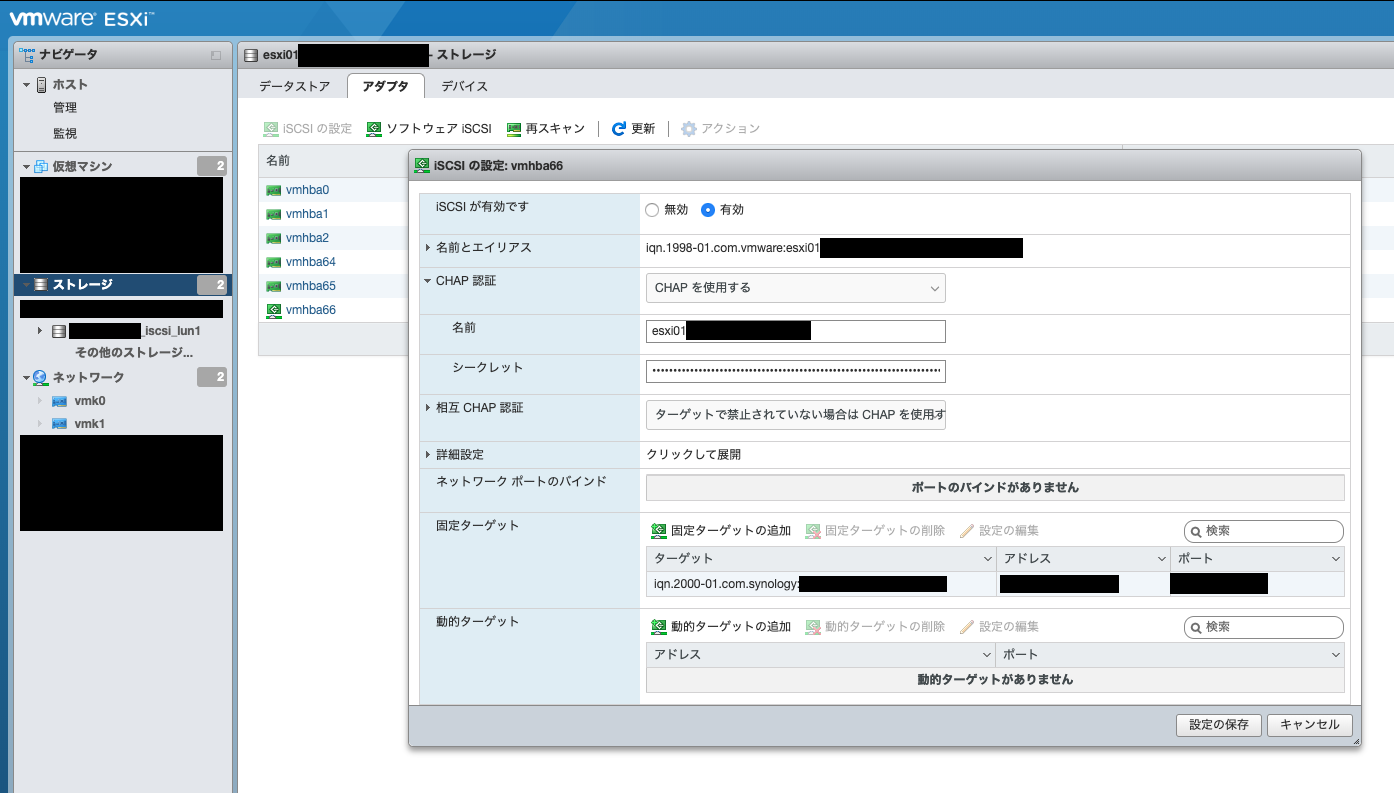 vmware ESXi™
ナビゲータ
ホスト
管理
監視
仮想マシン 2
ストレージ 2
_iscsi_lun1
その他のストレージ...
ネットワーク 2
vmk0
vmk1
esxi01 - ストレージ
データストア アダプタ デバイス
iSCSI の設定 ソフトウェア iSCSI 再スキャン 更新 アクション
名前
vmhba0
vmhba1
vmhba2
vmhba64
vmhba65
vmhba66
iSCSI の設定: vmhba66
iSCSI が有効です 無効 有効
名前とエイリアス iqn.1998-01.com.vmware:esxi01
CHAP 認証 CHAP を使用する
名前 esxi01
シークレット
相互 CHAP 認証 ターゲットで禁止されていない場合は CHAP を使用す
詳細設定 クリックして展開
ネットワーク ポートのバインド ポートのバインドがありません
固定ターゲット 固定ターゲットの追加 固定ターゲットの削除 設定の編集 検索
ターゲット アドレス ポート
iqn.2000-01.com.synology:
動的ターゲット 動的ターゲットの追加 動的ターゲットの削除 設定の編集 検索
アドレス ポート
動的ターゲットがありません
設定の保存 キャンセル